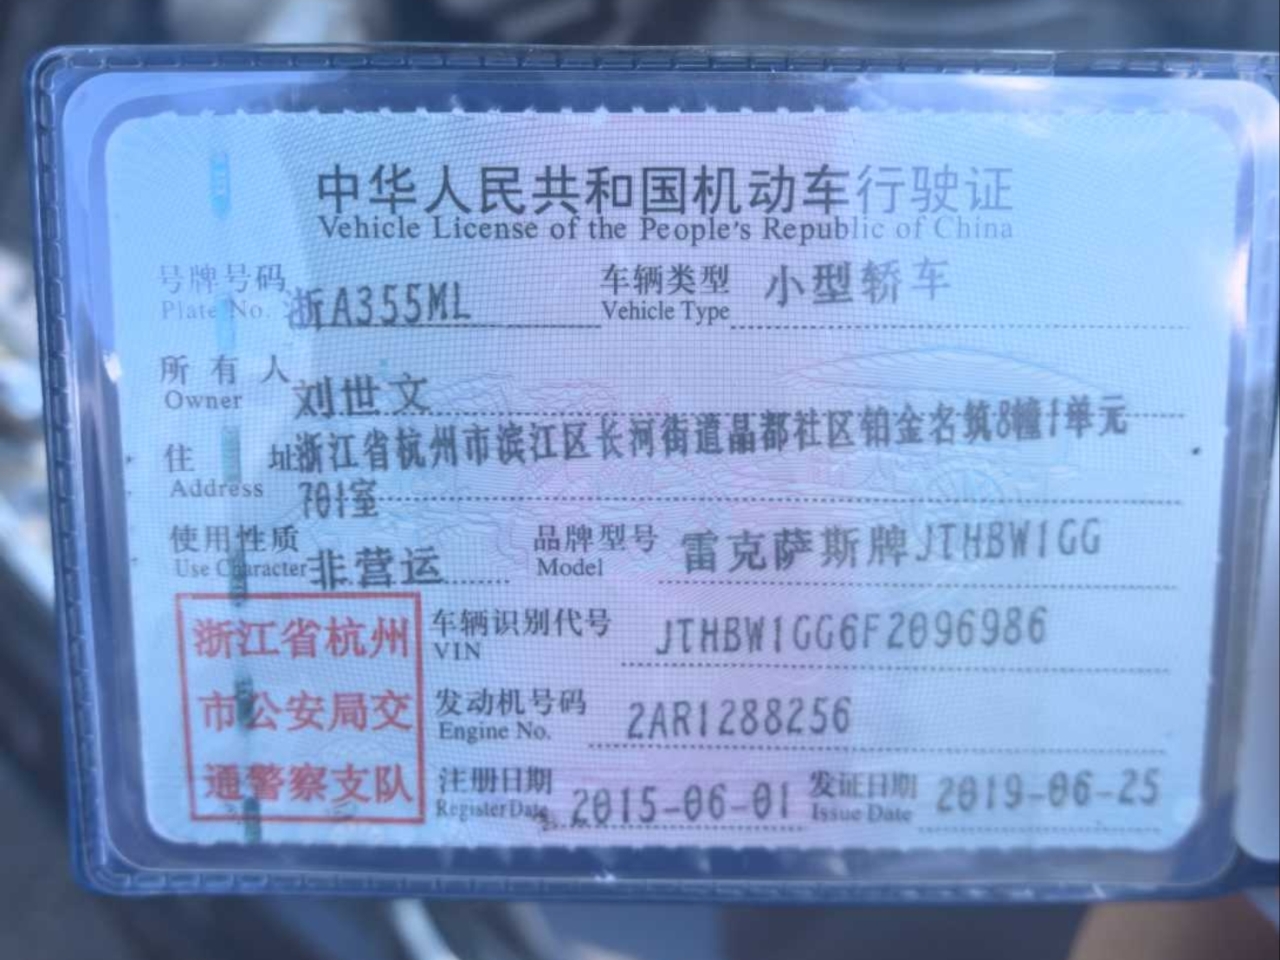 中华人民共和国机动车行驶证
Vehicle License of the People's Republic of China
号牌号码 浙A355ML 车辆类型 小型轿车
Plate No. Vehicle Type
所有人 刘世文
Owner
住址 浙江省杭州市滨江区长河街道晶都社区铂金名筑8幢1单元
Address 701室
使用性质 非营运 品牌型号 雷克萨斯牌JTHBW1GG
Use Character Model
浙江省杭州 车辆识别代号 JTHBW1GG6F2096986
VIN
市公安局交 发动机号码 2AR1288256
Engine No.
通警察支队 注册日期 2015-06-01 发证日期 2019-06-25
Register Date Issue Date